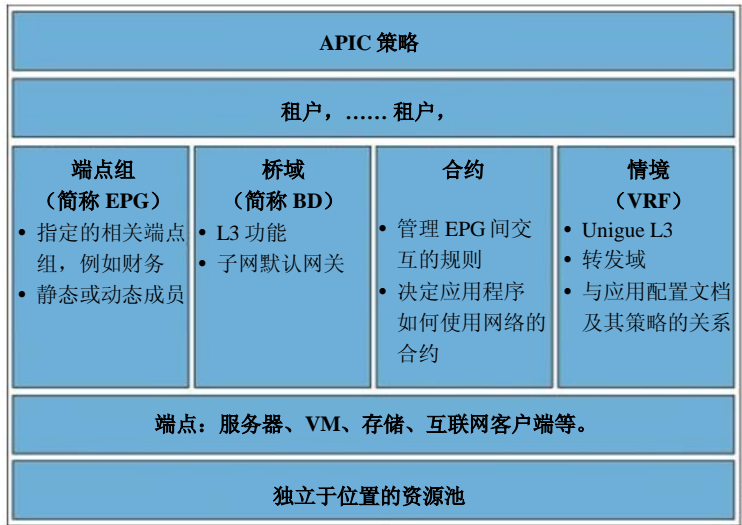 APIC 策略
租户，…… 租户，
端点组
（简称 EPG）
• 指定的相关端点
组，例如财务
• 静态或动态成员
桥域
（简称 BD）
• L3 功能
• 子网默认网关
合约
• 管理 EPG 间交
互的规则
• 决定应用程序
如何使用网络的
合约
情境
（VRF）
• Unigue L3
• 转发域
• 与应用配置文档
及其策略的关系
端点：服务器、VM、存储、互联网客户端等。
独立于位置的资源池